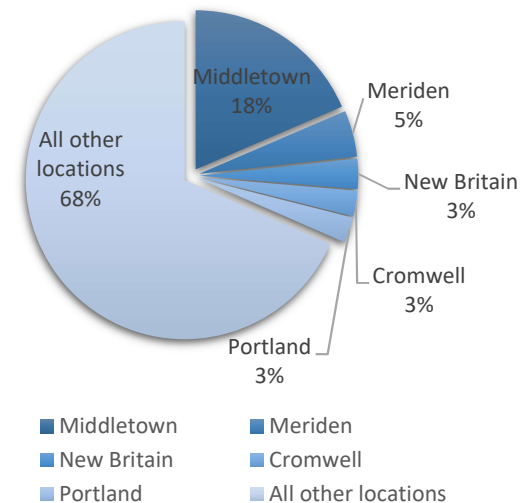 Middletown
18%
Meriden
5%
New Britain
3%
Cromwell
3%
Portland
3%
All other
locations
68%
Middletown
Meriden
New Britain
Cromwell
Portland
All other locations